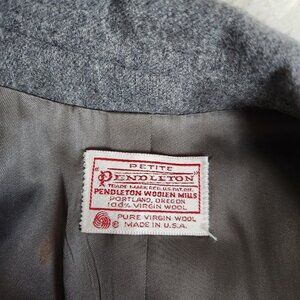 PETITE
"PENDLETON"
TRADE MARK REG. U.S. PAT. OFF.
PENDLETON WOOLEN MILLS
PORTLAND, OREGON
100% VIRGIN WOOL
PURE VIRGIN WOOL
© MADE IN U.S.A.